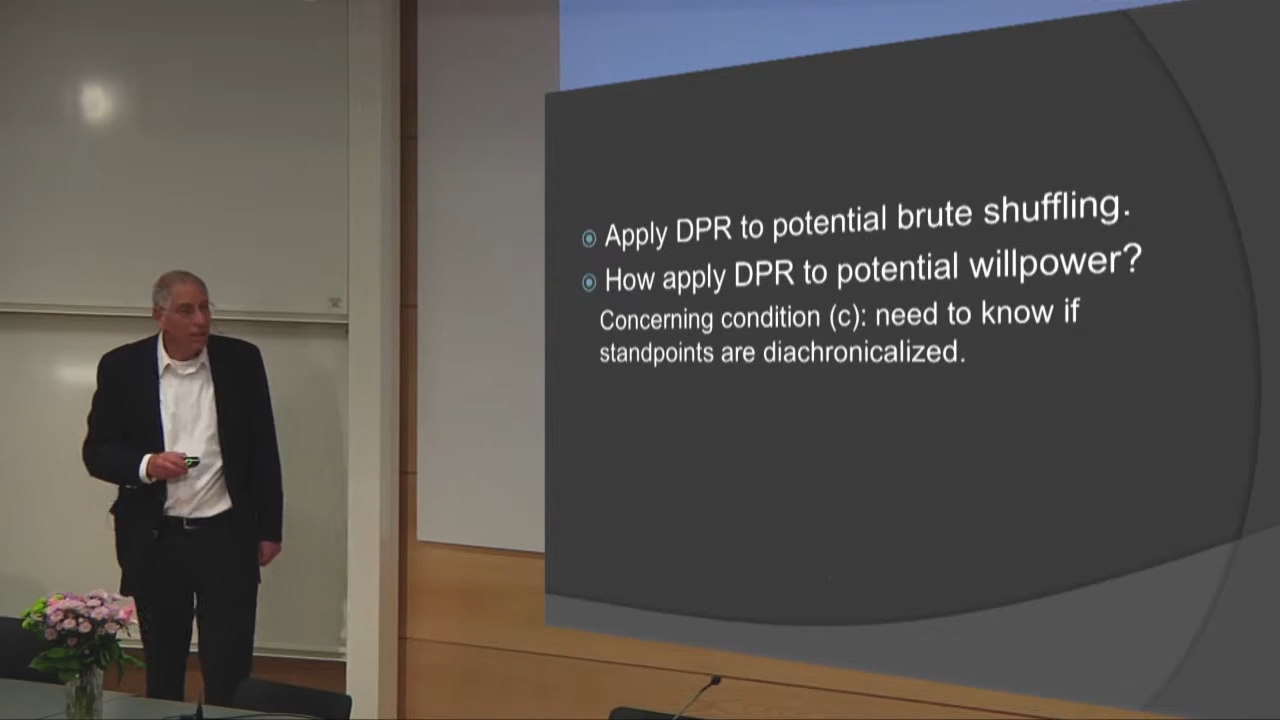 Apply DPR to potential brute shuffling.
How apply DPR to potential willpower?
Concerning condition (c): need to know if
standpoints are diachronicalized.